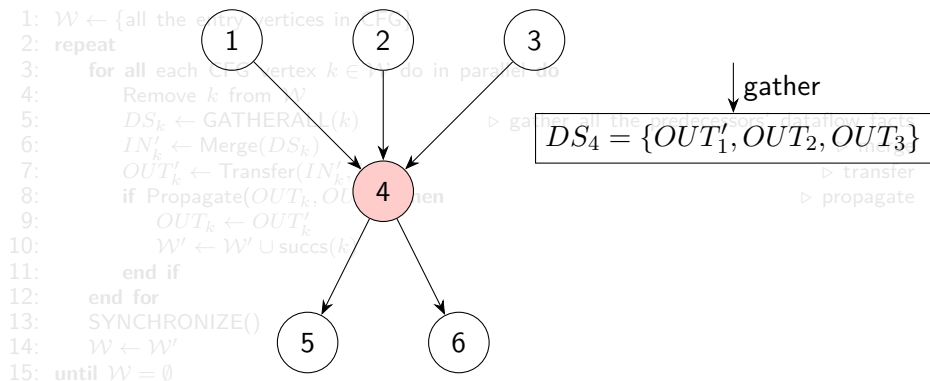 1: W ← {all the entry vertices in CFG}
2: repeat
3: for all each CFG vertex k ∈ W do in parallel do
4: Remove k from W
5: DS_k ← GATHERALL(k) ▷ gather all the predecessors' dataflow facts
6: IN'_k ← Merge(DS_k) ▷ merge
7: OUT'_k ← Transfer(IN'_k, ▷ transfer
8: if Propagate(OUT_k, OU then ▷ propagate
9: OUT_k ← OUT'_k
10: W' ← W' ∪ succs(k
11: end if
12: end for
13: SYNCHRONIZE()
14: W ← W'
15: until W = ∅
1 2 3
gather
DS_4 = {OUT'_1, OUT_2, OUT_3}
4
5 6